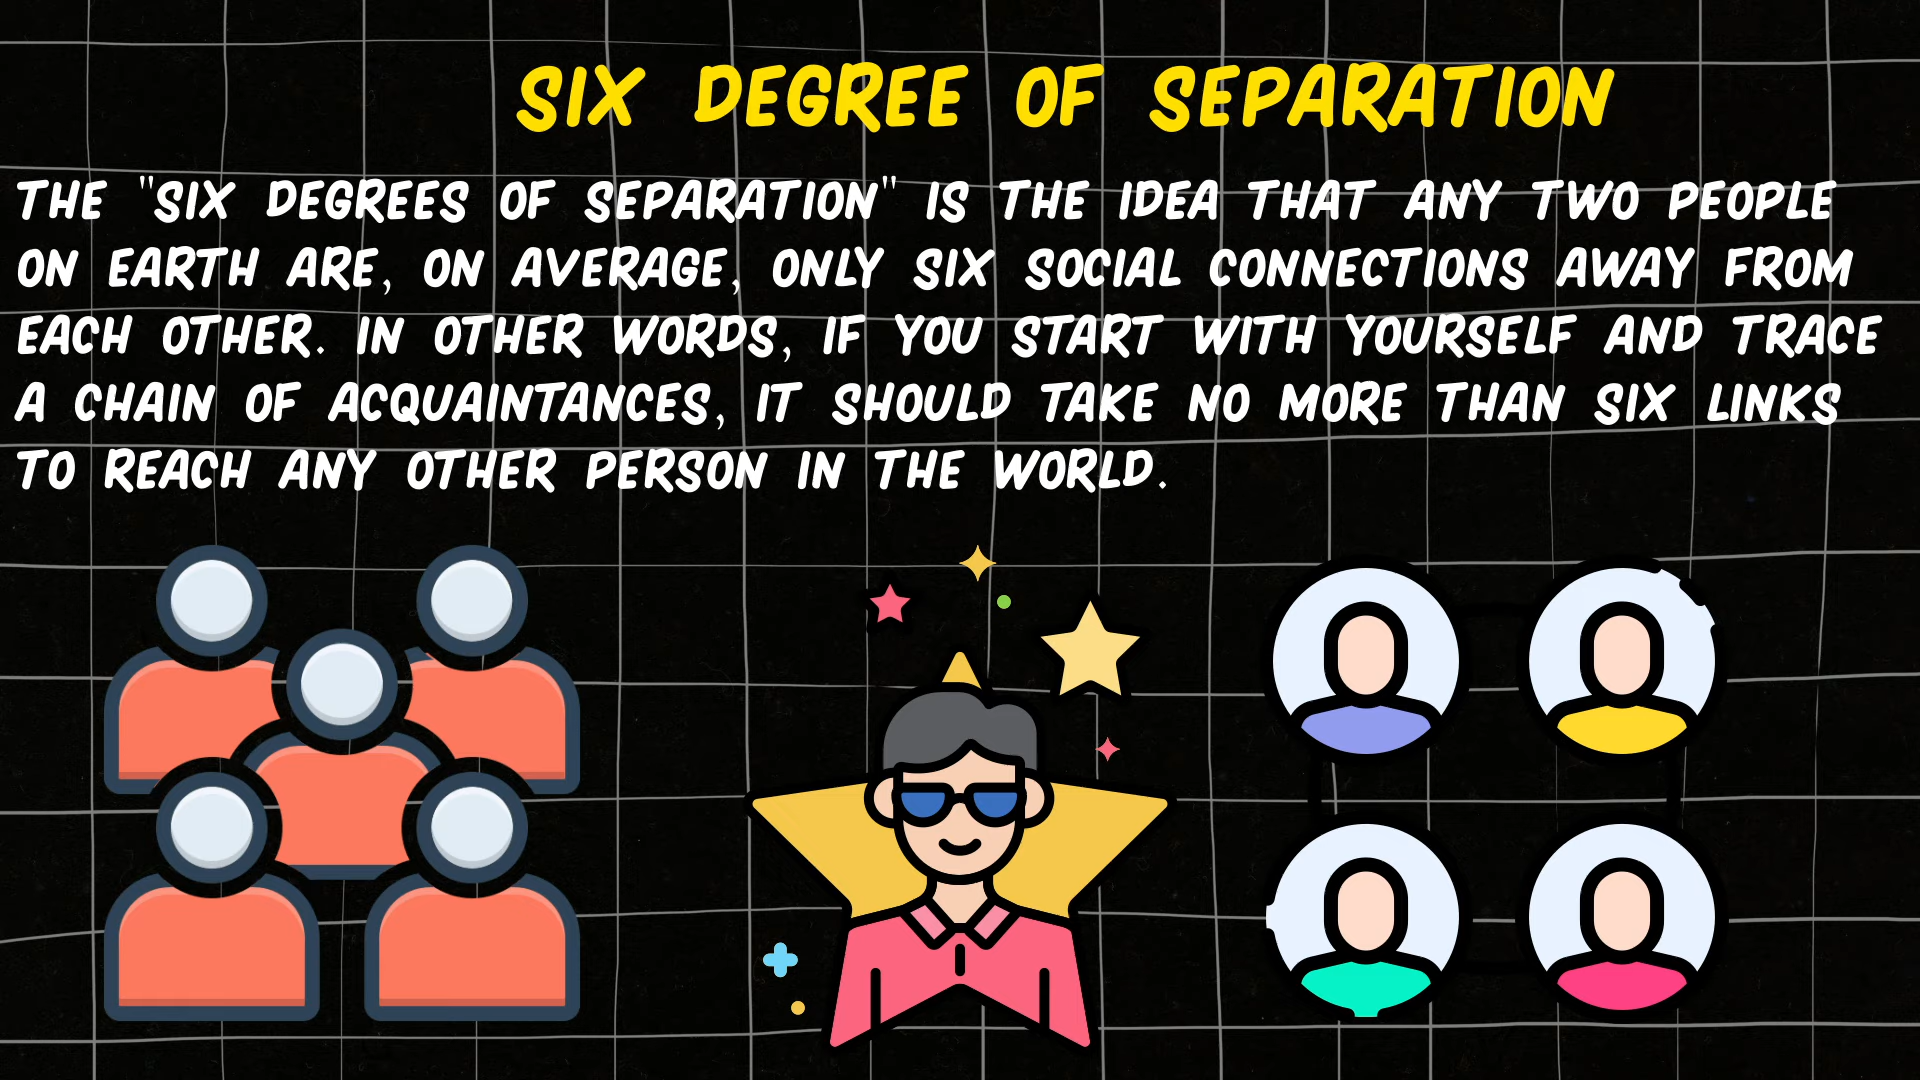 SIX DEGREE OF SEPARATION
THE "SIX DEGREES OF SEPARATION" IS THE IDEA THAT ANY TWO PEOPLE
ON EARTH ARE, ON AVERAGE, ONLY SIX SOCIAL CONNECTIONS AWAY FROM
EACH OTHER. IN OTHER WORDS, IF YOU START WITH YOURSELF AND TRACE
A CHAIN OF ACQUAINTANCES, IT SHOULD TAKE NO MORE THAN SIX LINKS
TO REACH ANY OTHER PERSON IN THE WORLD.